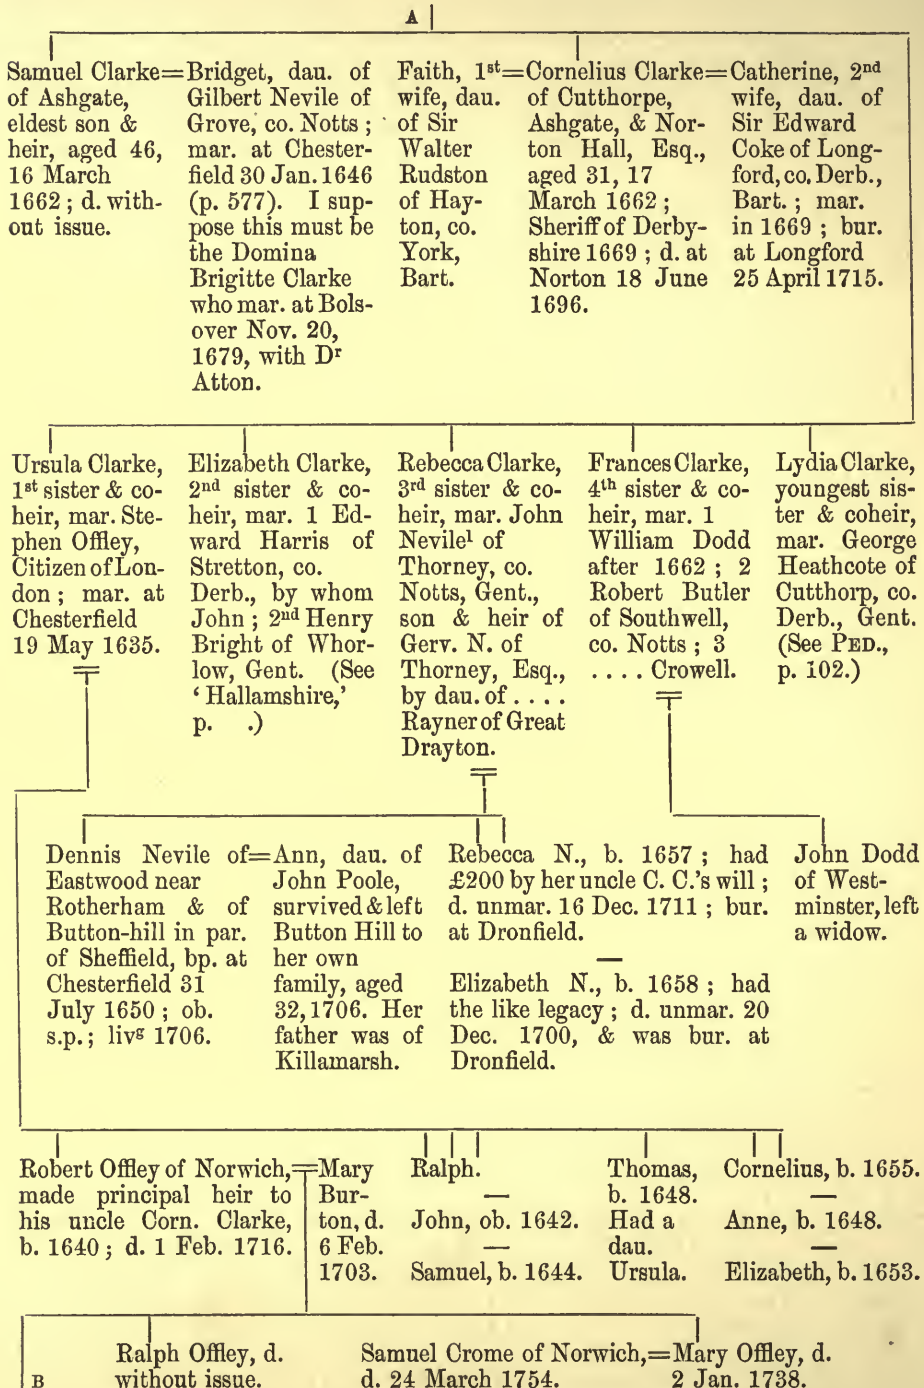 A
Samuel Clarke=
of Ashgate,
eldest son &
heir, aged 46,
16 March
1662 ; d. with-
out issue.
Bridget, dau. of
Gilbert Nevile of
Grove, co. Notts ;
mar. at Chester-
field 30 Jan. 1646
(p. 577). I sup-
pose this must be
the Domina
Brigitte Clarke
who mar. at Bols-
over Nov. 20,
1679, with Dr
Atton.
Faith, 1st=
wife, dau.
of Sir
Walter
Rudston
of Hay-
ton, co.
York,
Bart.
Cornelius Clarke=
of Cutthorpe,
Ashgate, & Nor-
ton Hall, Esq.,
aged 31, 17
March 1662 ;
Sheriff of Derby-
shire 1669 ; d. at
Norton 18 June
1696.
Catherine, 2nd
wife, dau. of
Sir Edward
Coke of Long-
ford, co. Derb.,
Bart. ; mar.
in 1669 ; bur.
at Longford
25 April 1715.
Ursula Clarke,
1st sister & co-
heir, mar. Ste-
phen Offley,
Citizen of Lon-
don ; mar. at
Chesterfield
19 May 1635.
Elizabeth Clarke,
2nd sister & co-
heir, mar. 1 Ed-
ward Harris of
Stretton, co.
Derb., by whom
John ; 2nd Henry
Bright of Whor-
low, Gent. (See
‘ Hallamshire,’
p. .)
Rebecca Clarke,
3rd sister & co-
heir, mar. John
Nevile1 of
Thorney, co.
Notts, Gent.,
son & heir of
Gerv. N. of
Thorney, Esq.,
by dau. of . . . .
Rayner of Great
Drayton.
Frances Clarke,
4th sister & co-
heir, mar. 1
William Dodd
after 1662 ; 2
Robert Butler
of Southwell,
co. Notts ; 3
. . . . Crowell.
Lydia Clarke,
youngest sis-
ter & coheir,
mar. George
Heathcote of
Cutthorp, co.
Derb., Gent.
(See PED.,
p. 102.)
Dennis Nevile of=
Eastwood near
Rotherham & of
Button-hill in par.
of Sheffield, bp. at
Chesterfield 31
July 1650 ; ob.
s.p. ; livg 1706.
Ann, dau. of
John Poole,
survived & left
Button Hill to
her own
family, aged
32, 1706. Her
father was of
Killamarsh.
Rebecca N., b. 1657 ; had
£200 by her uncle C. C.’s will ;
d. unmar. 16 Dec. 1711 ; bur.
at Dronfield.
—
Elizabeth N., b. 1658 ; had
the like legacy ; d. unmar. 20
Dec. 1700, & was bur. at
Dronfield.
John Dodd
of West-
minster, left
a widow.
Robert Offley of Norwich,=
made principal heir to
his uncle Corn. Clarke,
b. 1640 ; d. 1 Feb. 1716.
Mary
Bur-
ton, d.
6 Feb.
1703.
Ralph.
—
John, ob. 1642.
—
Samuel, b. 1644.
Thomas,
b. 1648.
Had a
dau.
Ursula.
Cornelius, b. 1655.
—
Anne, b. 1648.
—
Elizabeth, b. 1653.
B
Ralph Offley, d.
without issue.
Samuel Crome of Norwich,=
d. 24 March 1754.
Mary Offley, d.
2 Jan. 1738.